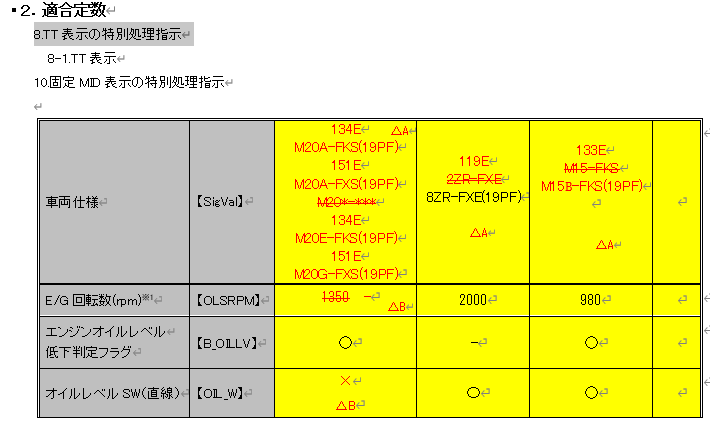 ▪2. 適合定数↵
8.TT 表示の特別処理指示↵
8-1.TT 表示↵
10.固定 MID 表示の特別処理指示↵
↵
車両仕様↵
【SigVal】↵
134E↵ △A
M20A-FKS(19PF)↵
151E↵
M20A-FXS(19PF)↵
M20*-***↵
134E↵
M20E-FKS(19PF)↵
151E↵
M20G-FXS(19PF)↵
119E↵
2ZR-FXE↵
8ZR-FXE(19PF)↵
△A↵
133E↵
M15-FKS↵
M15B-FKS(19PF)↵
↵
△A↵
↵
E/G 回転数(rpm)※1↵
【OLSRPM】↵
1350 -↵ △B↵
2000↵
980↵
↵
エンジンオイルレベル↵
低下判定フラグ↵
【B_OILLV】↵
○↵
-↵
○↵
↵
オイルレベル SW(直線)↵
【OIL_W】↵
×↵
△B↵
○↵
○↵
↵